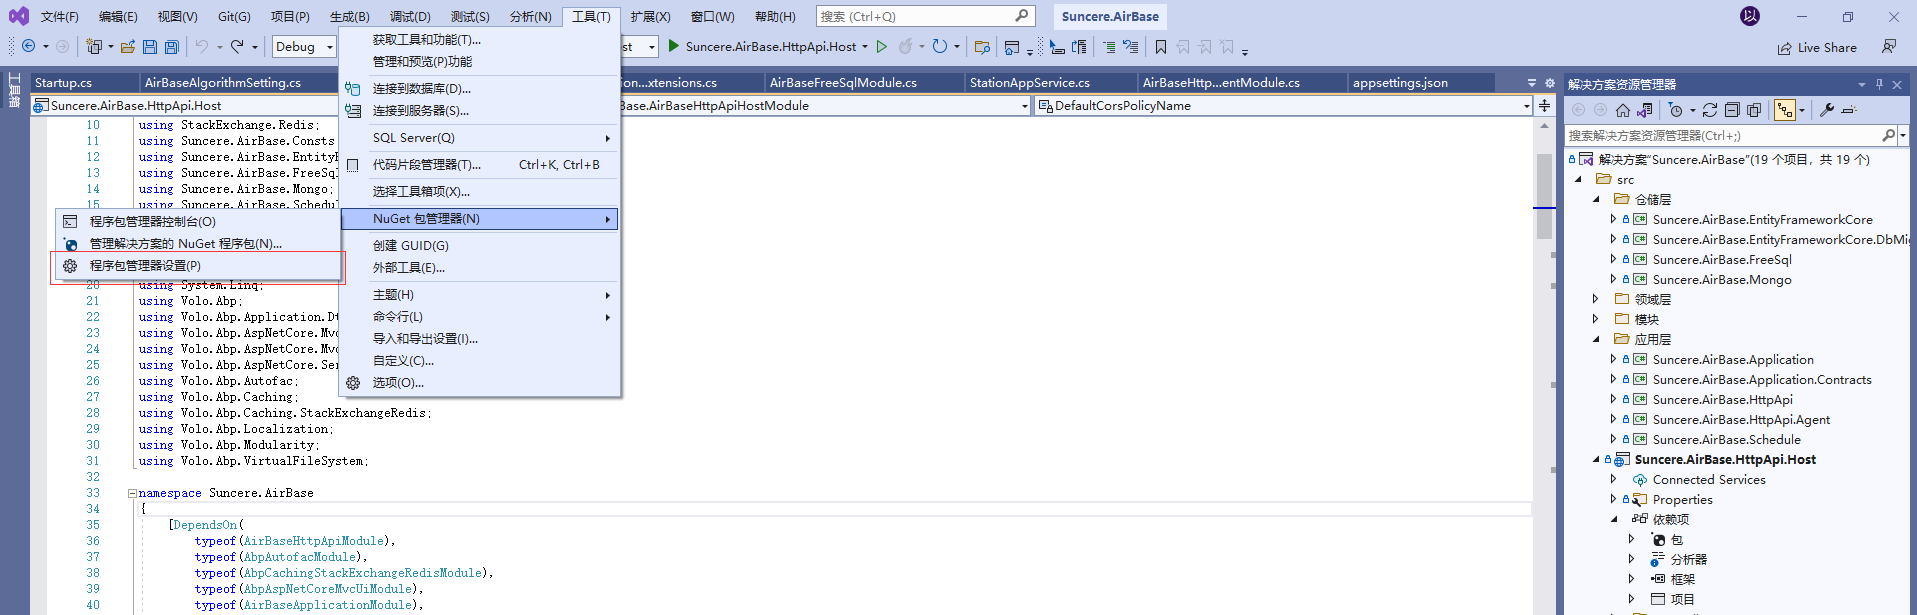 文件(F) 编辑(E) 视图(V) Git(G) 项目(P) 生成(B) 调试(D) 测试(S) 分析(N) 工具(T) 扩展(X) 窗口(W) 帮助(H) 搜索 (Ctrl+Q) Suncere.AirBase 以
Debug st Suncere.AirBase.HttpApi.Host Live Share
工具箱
Startup.cs AirBaseAlgorithmSetting.cs ion...xtensions.cs AirBaseFreeSqlModule.cs StationAppService.cs AirBaseHttp...entModule.cs appsettings.json
Suncere.AirBase.HttpApi.Host Base.AirBaseHttpApiHostModule DefaultCorsPolicyName
10 using StackExchange.Redis;
11 using Suncere.AirBase.Consts
12 using Suncere.AirBase.EntityF
13 using Suncere.AirBase.FreeSql
14 using Suncere.AirBase.Mongo;
15 using Suncere.AirBase.Schedul
20 using System.Linq;
21 using Volo.Abp;
22 using Volo.Abp.Application.Dt
23 using Volo.Abp.AspNetCore.Mvc
24 using Volo.Abp.AspNetCore.Mvc
25 using Volo.Abp.AspNetCore.Ser
26 using Volo.Abp.Autofac;
27 using Volo.Abp.Caching;
28 using Volo.Abp.Caching.StackExchangeRedis;
29 using Volo.Abp.Localization;
30 using Volo.Abp.Modularity;
31 using Volo.Abp.VirtualFileSystem;
32
33 namespace Suncere.AirBase
34 {
35 [DependsOn(
36 typeof(AirBaseHttpApiModule),
37 typeof(AbpAutofacModule),
38 typeof(AbpCachingStackExchangeRedisModule),
39 typeof(AbpAspNetCoreMvcUiModule),
40 typeof(AirBaseApplicationModule),
获取工具和功能(T)...
管理和预览(P)功能
连接到数据库(D)...
连接到服务器(S)...
SQL Server(Q)
代码片段管理器(T)... Ctrl+K, Ctrl+B
选择工具箱项(X)...
NuGet 包管理器(N)
创建 GUID(G)
外部工具(E)...
主题(H)
命令行(L)
导入和导出设置(I)...
自定义(C)...
选项(O)...
程序包管理器控制台(O)
管理解决方案的 NuGet 程序包(N)...
程序包管理器设置(P)
解决方案资源管理器
搜索解决方案资源管理器(Ctrl+;)
解决方案"Suncere.AirBase"(19 个项目，共 19 个)
src
仓储层
Suncere.AirBase.EntityFrameworkCore
Suncere.AirBase.EntityFrameworkCore.DbMig
Suncere.AirBase.FreeSql
Suncere.AirBase.Mongo
领域层
模块
应用层
Suncere.AirBase.Application
Suncere.AirBase.Application.Contracts
Suncere.AirBase.HttpApi
Suncere.AirBase.HttpApi.Agent
Suncere.AirBase.Schedule
Suncere.AirBase.HttpApi.Host
Connected Services
Properties
依赖项
包
分析器
框架
项目